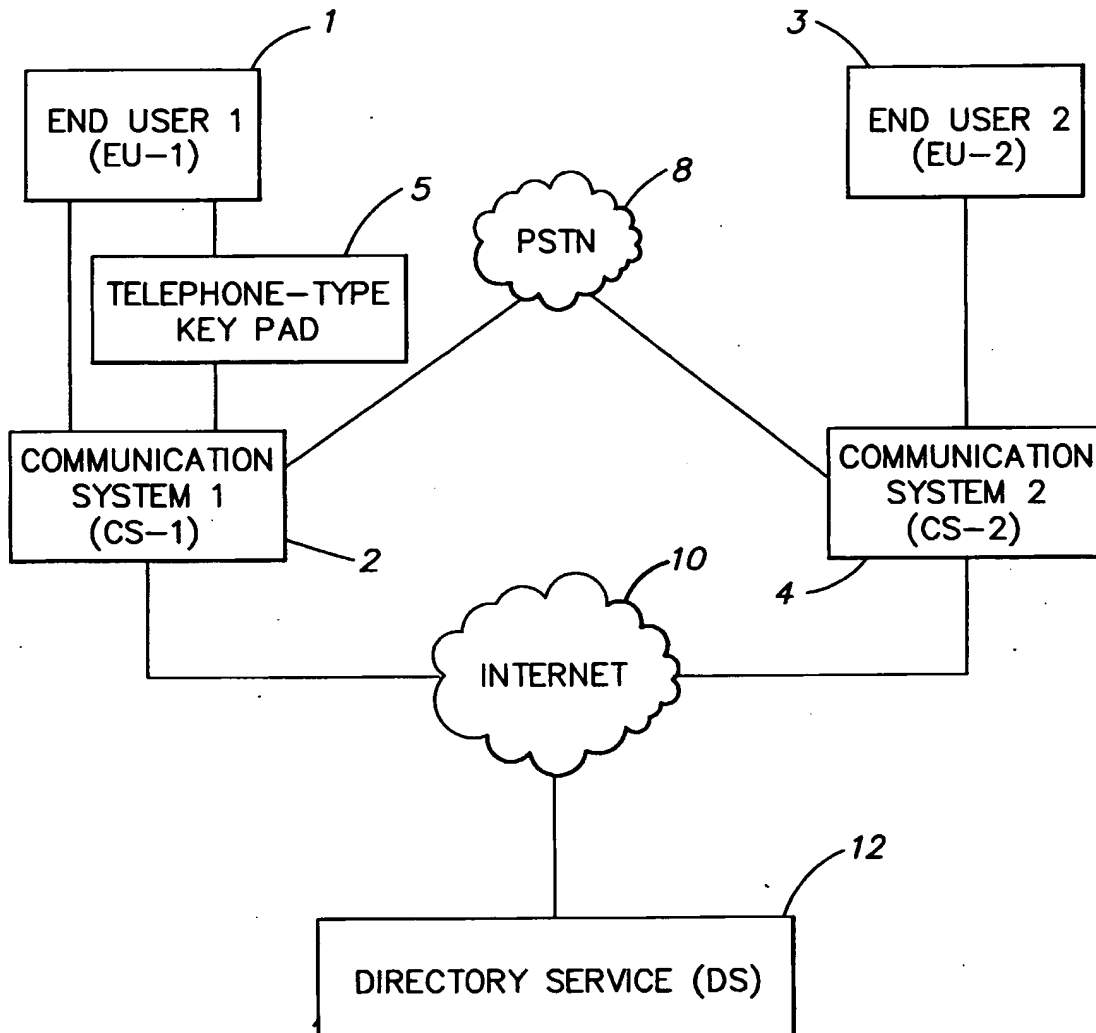 1
3
END USER 1
(EU-1)
END USER 2
(EU-2)
5
8
PSTN
TELEPHONE-TYPE
KEY PAD
COMMUNICATION
SYSTEM 1
(CS-1)
COMMUNICATION
SYSTEM 2
(CS-2)
2
10
4
INTERNET
12
DIRECTORY SERVICE (DS)